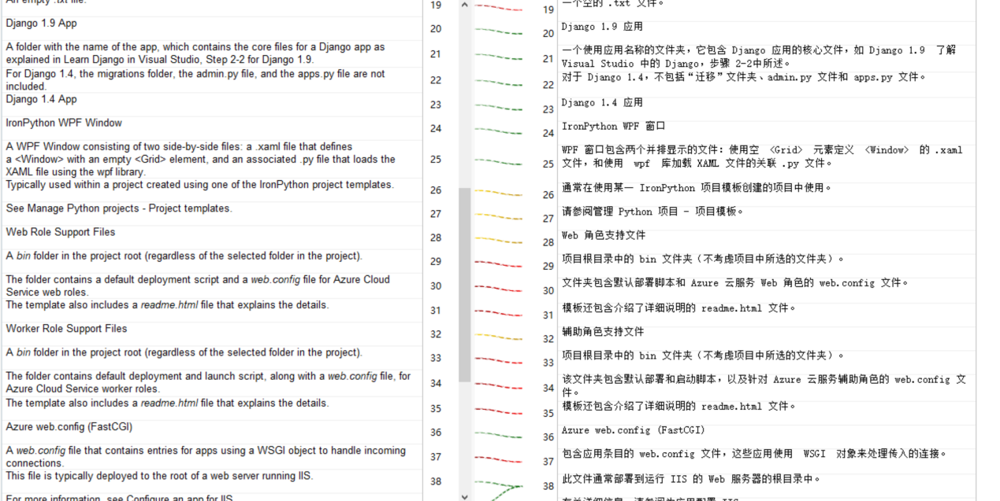 An empty .txt file.
Django 1.9 App
A folder with the name of the app, which contains the core files for a Django app as
explained in Learn Django in Visual Studio, Step 2-2 for Django 1.9.
For Django 1.4, the migrations folder, the admin.py file, and the apps.py file are not
included.
Django 1.4 App
IronPython WPF Window
A WPF Window consisting of two side-by-side files: a .xaml file that defines
a <Window> with an empty <Grid> element, and an associated .py file that loads the
XAML file using the wpf library.
Typically used within a project created using one of the IronPython project templates.
See Manage Python projects - Project templates.
Web Role Support Files
A bin folder in the project root (regardless of the selected folder in the project).
The folder contains a default deployment script and a web.config file for Azure Cloud
Service web roles.
The template also includes a readme.html file that explains the details.
Worker Role Support Files
A bin folder in the project root (regardless of the selected folder in the project).
The folder contains default deployment and launch script, along with a web.config file, for
Azure Cloud Service worker roles.
The template also includes a readme.html file that explains the details.
Azure web.config (FastCGI)
A web.config file that contains entries for apps using a WSGI object to handle incoming
connections.
This file is typically deployed to the root of a web server running IIS.
For more information, see Configure an app for IIS
19
20
21
22
23
24
25
26
27
28
29
30
31
32
33
34
35
36
37
38
19
20
21
22
23
24
25
26
27
28
29
30
31
32
33
34
35
36
37
38
一个空的 .txt 文件。
Django 1.9 应用
一个使用应用名称的文件夹，它包含 Django 应用的核心文件，如 Django 1.9 了解
Visual Studio 中的 Django，步骤 2-2中所述。
对于 Django 1.4，不包括“迁移”文件夹、admin.py 文件和 apps.py 文件。
Django 1.4 应用
IronPython WPF 窗口
WPF 窗口包含两个并排显示的文件：使用空 <Grid> 元素定义 <Window> 的 .xaml
文件，和使用 wpf 库加载 XAML 文件的关联 .py 文件。
通常在使用某一 IronPython 项目模板创建的项目中使用。
请参阅管理 Python 项目 - 项目模板。
Web 角色支持文件
项目根目录中的 bin 文件夹（不考虑项目中所选的文件夹）。
文件夹包含默认部署脚本和 Azure 云服务 Web 角色的 web.config 文件。
模板还包含介绍了详细说明的 readme.html 文件。
辅助角色支持文件
项目根目录中的 bin 文件夹（不考虑项目中所选的文件夹）。
该文件夹包含默认部署和启动脚本，以及针对 Azure 云服务辅助角色的 web.config 文
件。
模板还包含介绍了详细说明的 readme.html 文件。
Azure web.config (FastCGI)
包含应用条目的 web.config 文件，这些应用使用 WSGI 对象来处理传入的连接。
此文件通常部署到运行 IIS 的 Web 服务器的根目录中。